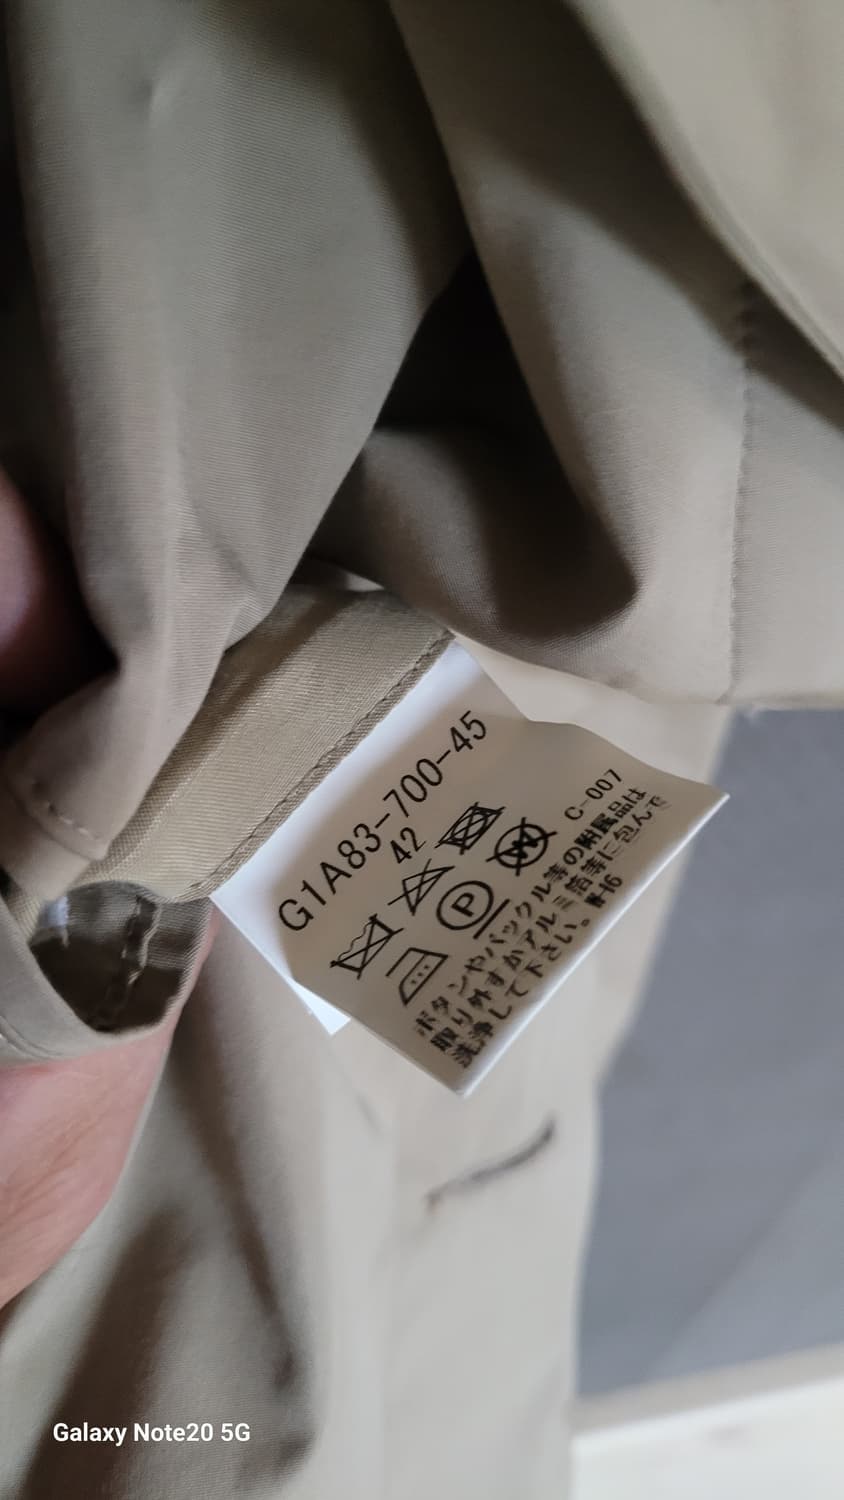 G1A83-700-45
42
P
W
C-007
ボタンやバックル等の附属品は
取り外すかアルミ箔等に包んで
洗浄して下さい。
Galaxy Note20 5G